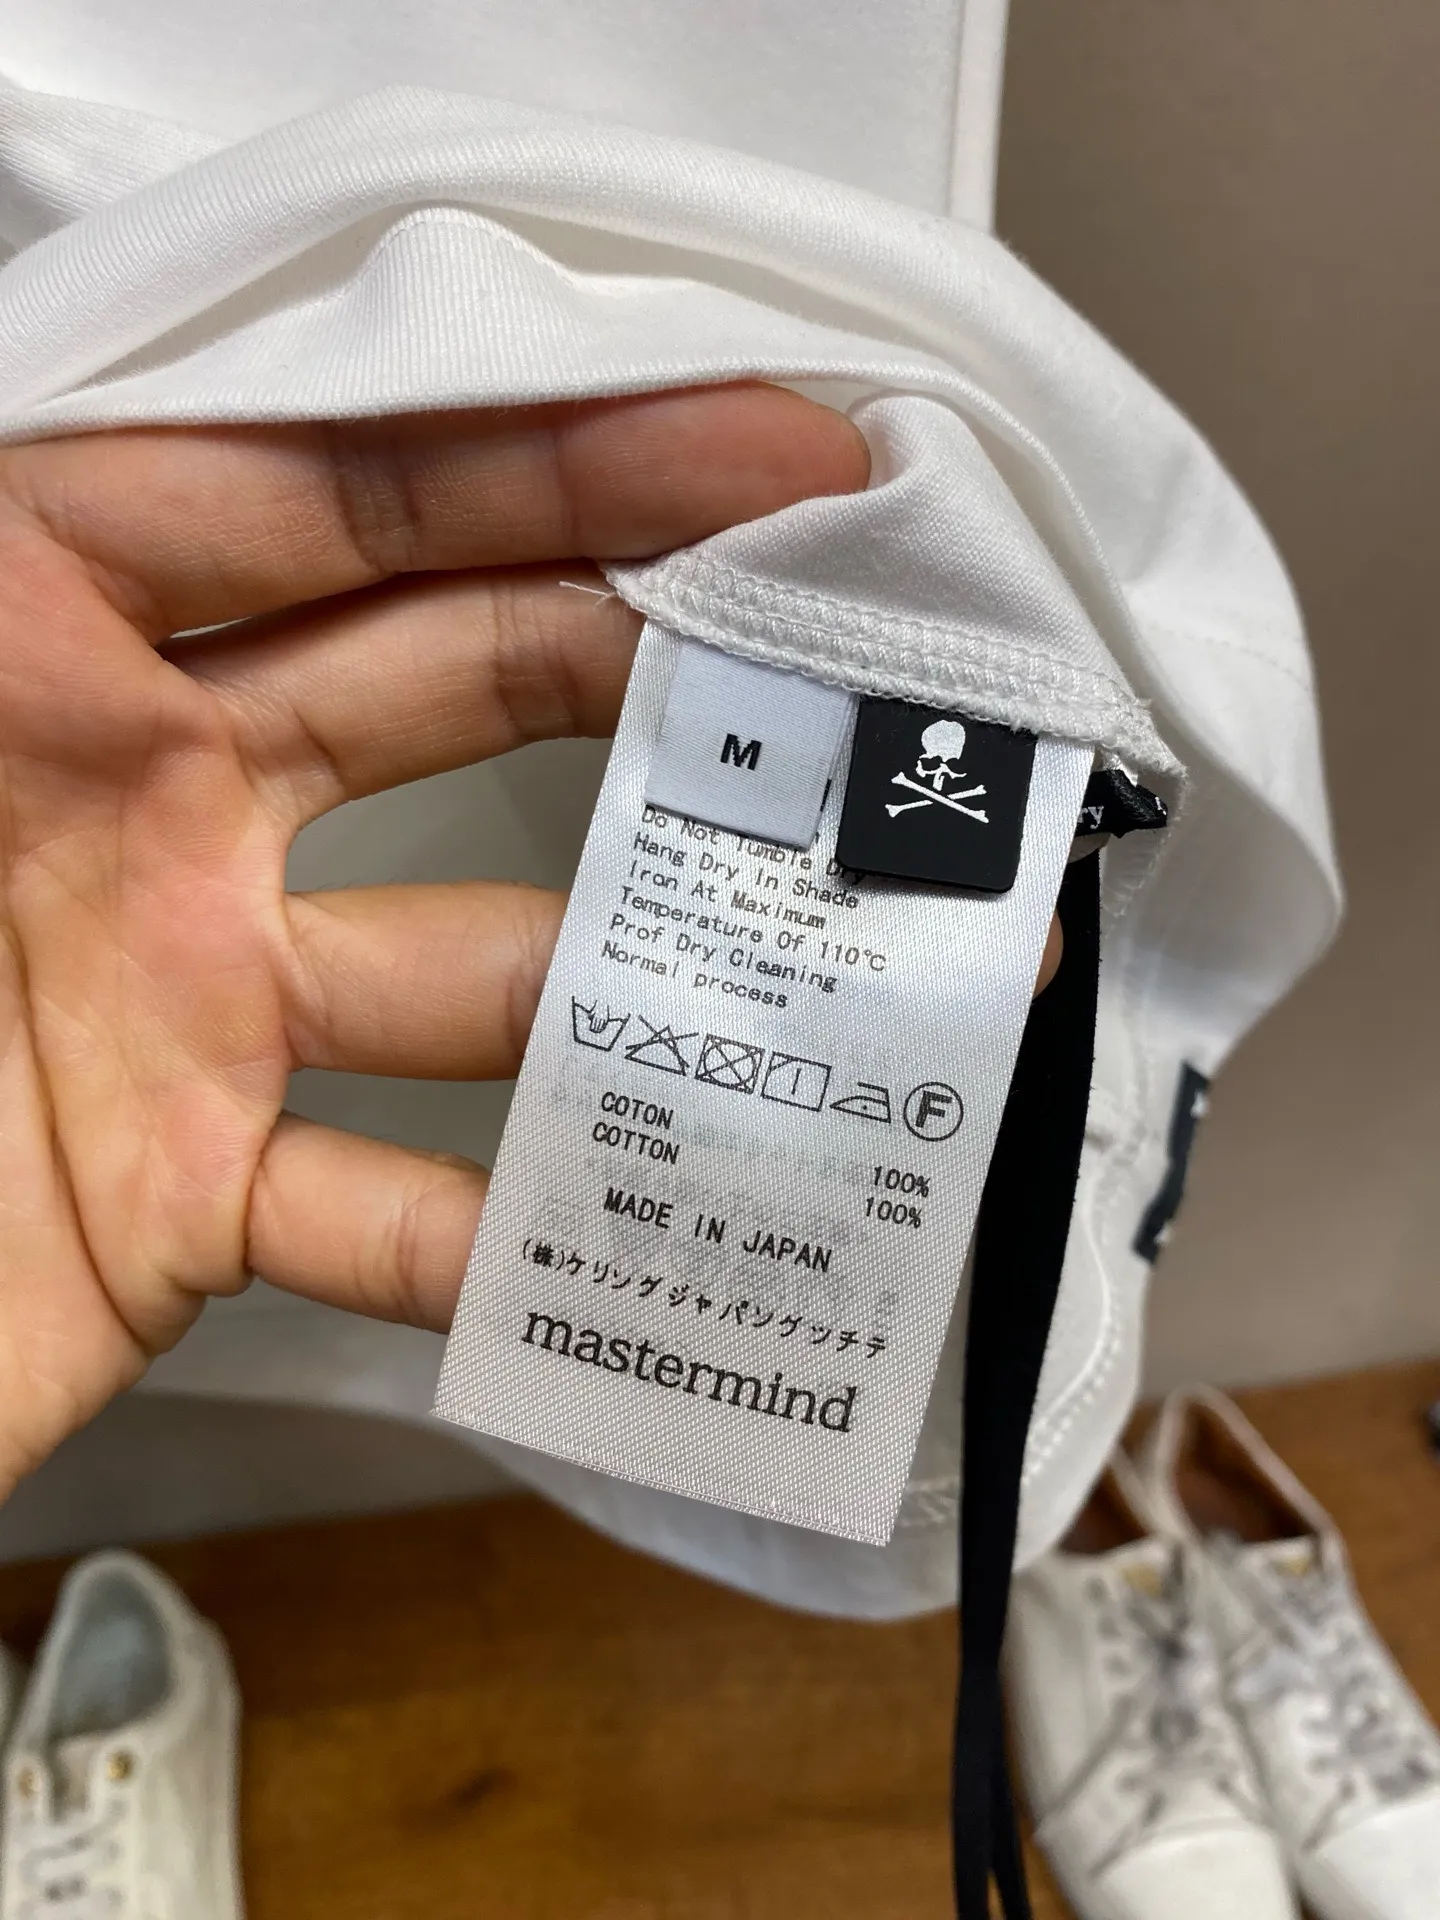 M
Do Not Tumble Dry
Hang Dry In Shade
Iron At Maximum
Temperature Of 110℃
Prof Dry Cleaning
Normal process
F
COTON 100%
COTTON 100%
MADE IN JAPAN
(株)ケリングジャパングッチテ
mastermind
ry